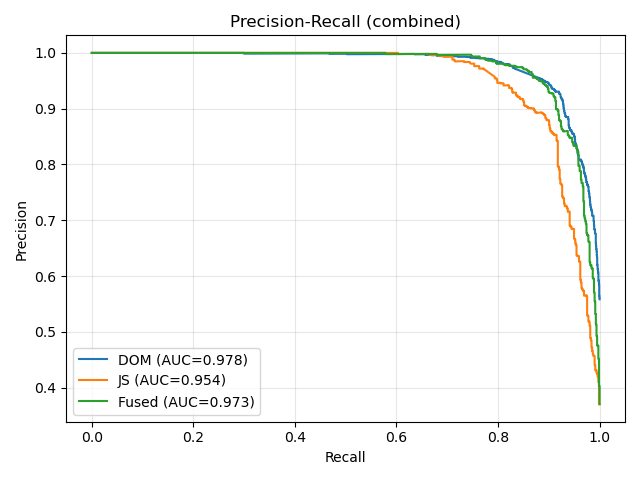 Precision-Recall (combined)
Precision
1.0
0.9
0.8
0.7
0.6
0.5
0.4
DOM (AUC=0.978)
JS (AUC=0.954)
Fused (AUC=0.973)
0.0 0.2 0.4 0.6 0.8 1.0
Recall